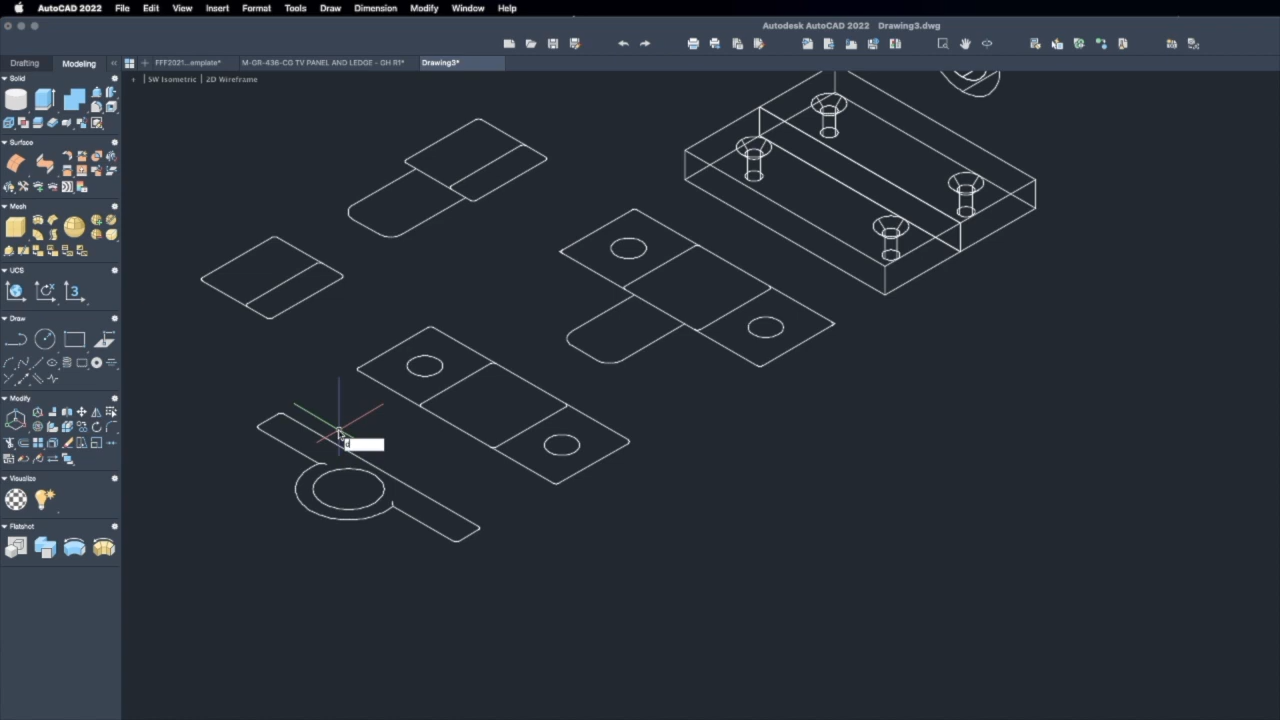 AutoCAD 2022 File Edit View Insert Format Tools Draw Dimension Modify Window Help
Autodesk AutoCAD 2022 Drawing3.dwg
Drafting Modeling FFF2021...emplate* M-GR-436-CG TV PANEL AND LEDGE - GH R1* Drawing3*
Solid
SW Isometric 2D Wireframe
Surface
Mesh
UCS
3
Draw
Modify
Visualize
Flatshot